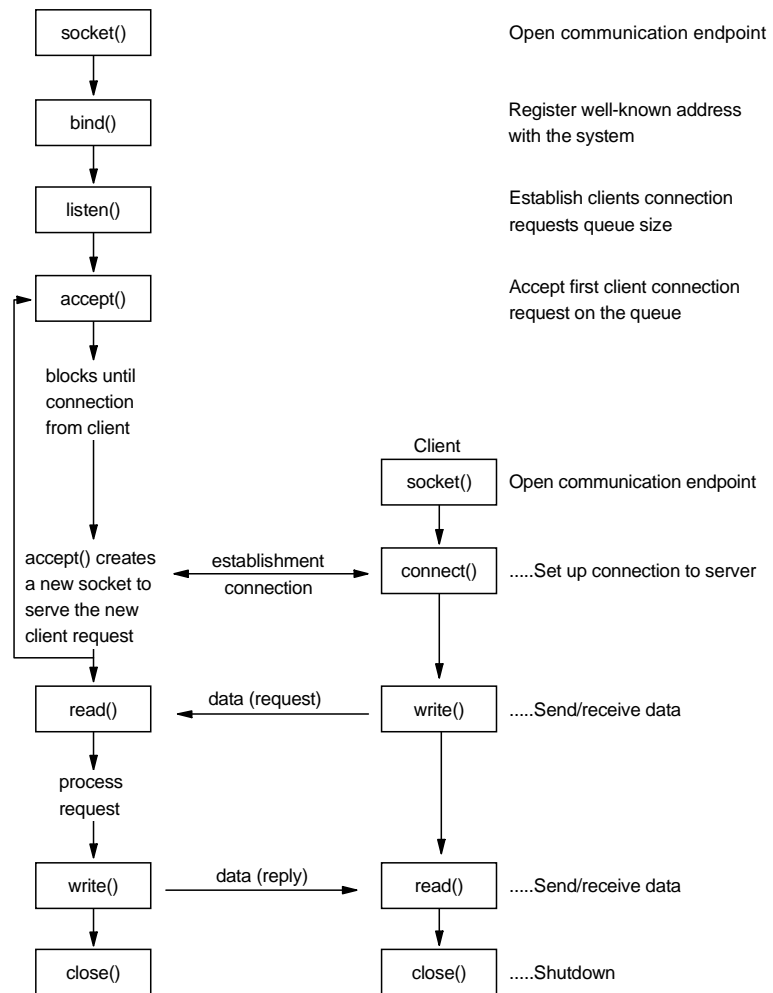 socket()
Open communication endpoint
bind()
Register well-known address
with the system
listen()
Establish clients connection
requests queue size
accept()
Accept first client connection
request on the queue
blocks until
connection
from client
Client
socket()
Open communication endpoint
accept() creates
a new socket to
serve the new
client request
establishment
connection
connect()
.....Set up connection to server
read()
data (request)
write()
.....Send/receive data
process
request
write()
data (reply)
read()
.....Send/receive data
close()
close()
.....Shutdown